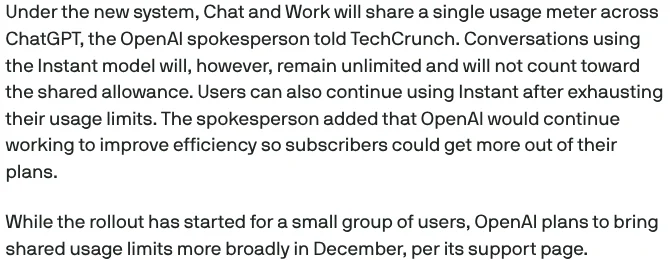 Under the new system, Chat and Work will share a single usage meter across
ChatGPT, the OpenAI spokesperson told TechCrunch. Conversations using
the Instant model will, however, remain unlimited and will not count toward
the shared allowance. Users can also continue using Instant after exhausting
their usage limits. The spokesperson added that OpenAI would continue
working to improve efficiency so subscribers could get more out of their
plans.
While the rollout has started for a small group of users, OpenAI plans to bring
shared usage limits more broadly in December, per its support page.